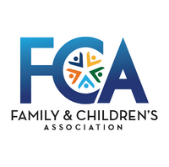 FCA
FAMILY & CHILDREN'S
ASSOCIATION